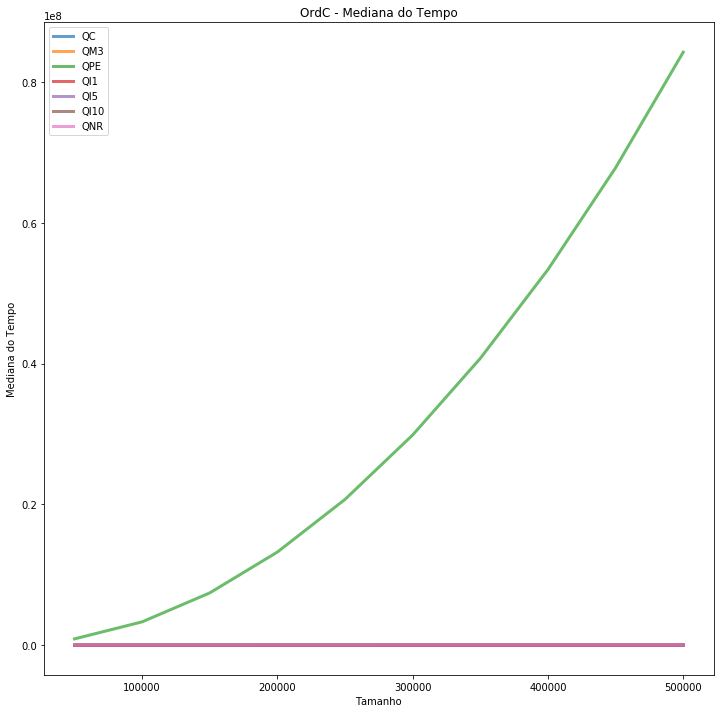 OrdC - Mediana do Tempo
1e8
QC
QM3
QPE
QI1
QI5
QI10
QNR
0.8
0.6
0.4
0.2
0.0
Mediana do Tempo
100000 200000 300000 400000 500000
Tamanho